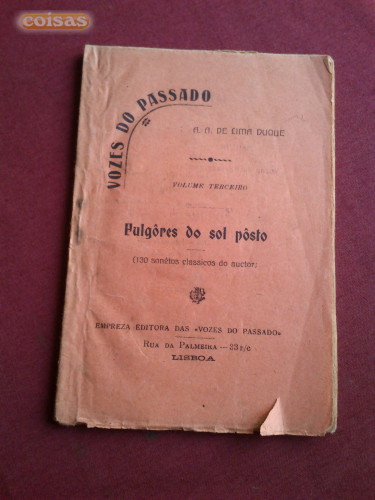 coisas
VOZES DO PASSADO
A. A. DE LIMA DUQUE
VOLUME TERCEIRO
Fulgôres do sol pôsto
(130 sonêtos classicos do auctor)
EMPREZA EDITORA DAS «VOZES DO PASSADO»
RUA DA PALMEIRA — 23 r/c
LISBOA